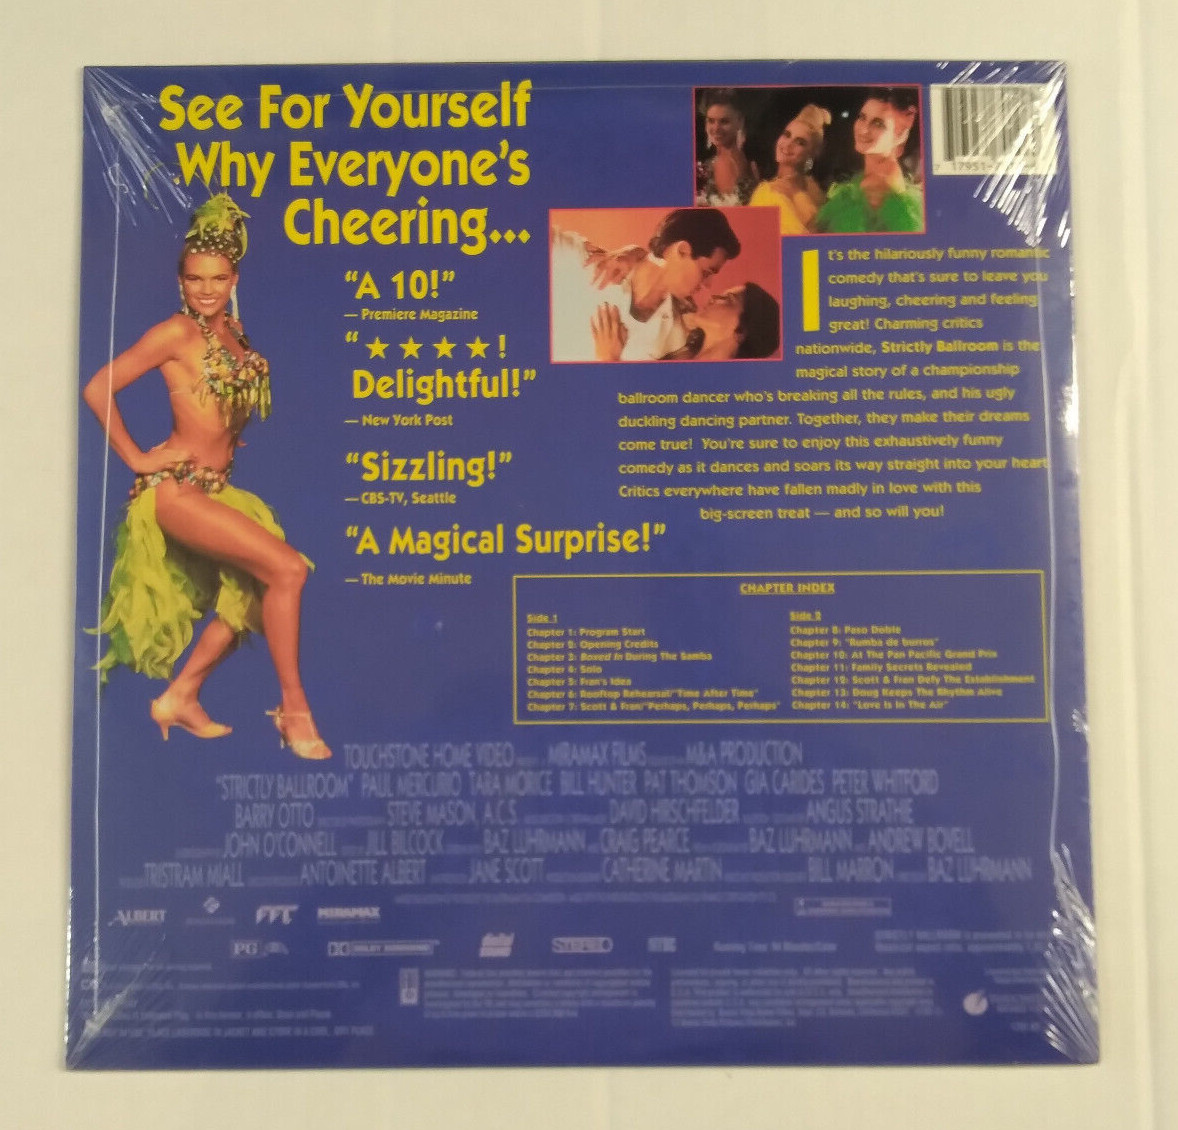 See For Yourself
Why Everyone's
Cheering...
"A 10!"
— Premiere Magazine
"★★★★!
Delightful!"
— New York Post
"Sizzling!"
— CBS-TV, Seattle
"A Magical Surprise!"
— The Movie Minute
It's the hilariously funny romantic
comedy that's sure to leave you
laughing, cheering and feeling
great! Charming critics
nationwide, Strictly Ballroom is the
magical story of a championship
ballroom dancer who's breaking all the rules, and his ugly
duckling dancing partner. Together, they make their dreams
come true! You're sure to enjoy this exhaustively funny
comedy as it dances and soars its way straight into your heart
Critics everywhere have fallen madly in love with this
big-screen treat — and so will you!
CHAPTER INDEX
Side 1
Chapter 1: Program Start
Chapter 2: Opening Credits
Chapter 3: Boxed In During The Samba
Chapter 4: Solo
Chapter 5: Fran's Idea
Chapter 6: Rooftop Rehearsal/"Time After Time"
Chapter 7: Scott & Fran/"Perhaps, Perhaps, Perhaps"
Side 2
Chapter 8: Paso Doble
Chapter 9: "Rumba de burros"
Chapter 10: At The Pan Pacific Grand Prix
Chapter 11: Family Secrets Revealed
Chapter 12: Scott & Fran Defy The Establishment
Chapter 13: Doug Keeps The Rhythm Alive
Chapter 14: "Love Is In The Air"
TOUCHSTONE HOME VIDEO MIRAMAX FILMS M&A PRODUCTION
"STRICTLY BALLROOM" PAUL MERCURIO TARA MORICE BILL HUNTER PAT THOMSON GIA CARIDES PETER WHITFORD
BARRY OTTO STEVE MASON A.C.S. DAVID HIRSCHFELDER ANGUS STRATHIE
JOHN O'CONNELL JILL BILCOCK BAZ LUHRMANN CRAIG PEARCE BAZ LUHRMANN ANDREW BOVELL
TRISTRAM MIALL ANTOINETTE ALBERT JANE SCOTT CATHERINE MARTIN BILL MARRON BAZ LUHRMANN
ALBERT FFC MIRAMAX
PG STEREO